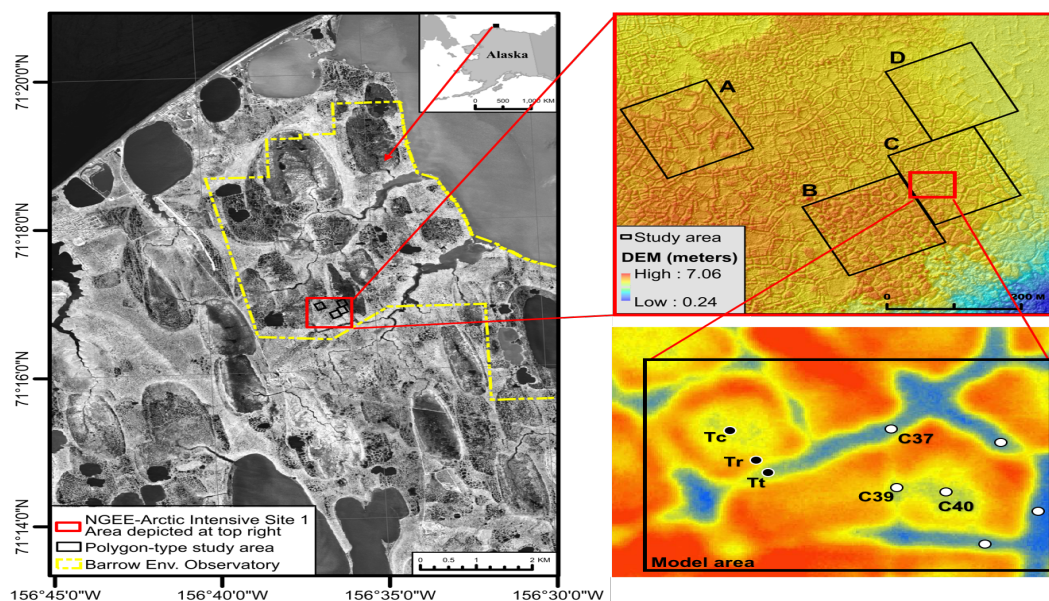 71°20'0"N
71°18'0"N
71°16'0"N
71°14'0"N
156°45'0"W
156°40'0"W
156°35'0"W
156°30'0"W
Alaska
0 500 1,000 KM
NGEE-Arctic Intensive Site 1
Area depicted at top right
Polygon-type study area
Barrow Env. Observatory
0 0.5 1 2 KM
A
D
C
B
Study area
DEM (meters)
High : 7.06
Low : 0.24
0 200 M
Tc
Tr
Tt
C37
C39
C40
Model area